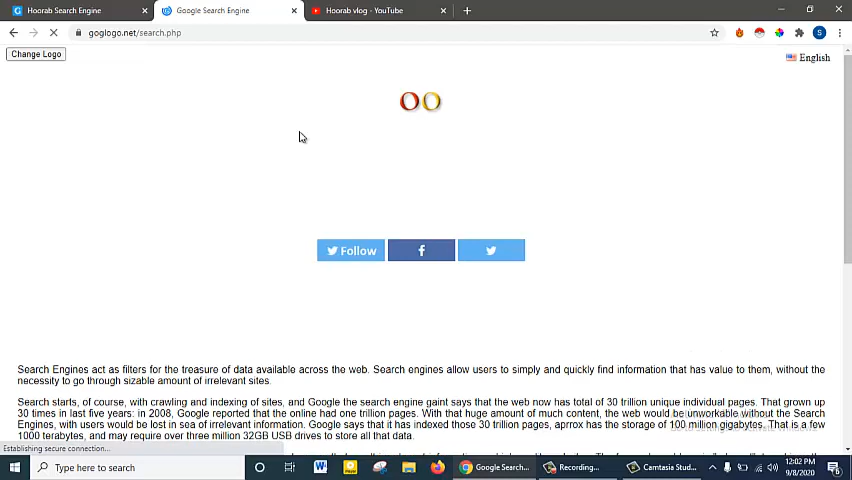 Hoorab Search Engine
Google Search Engine
Hoorab vlog - YouTube
goglogo.net/search.php
S
Change Logo
English
OO
Follow
Search Engines act as filters for the treasure of data available across the web. Search engines allow users to simply and quickly find information that has value to them, without the
necessity to go through sizable amount of irrelevant sites.
Search starts, of course, with crawling and indexing of sites, and Google the search engine gaint says that the web now has total of 30 trillion unique individual pages. That grown up
30 times in last five years: in 2008, Google reported that the online had one trillion pages. With that huge amount of much content, the web would be unworkable without the Search
Engines, with users would be lost in sea of irrelevant information. Google says that it has indexed those 30 trillion pages, aprrox has the storage of 100 million gigabytes. That is a few
1000 terabytes, and may require over three million 32GB USB drives to store all that data.
Establishing secure connection...
Type here to search
Google Search...
Recording...
Camtasia Stud...
12:02 PM
9/8/2020